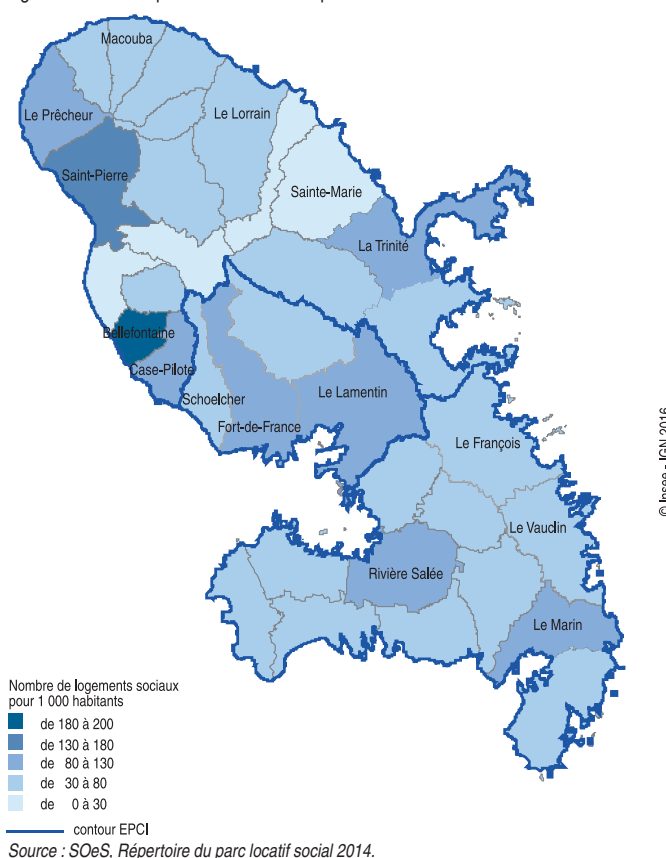 Macouba
Le Prêcheur
Le Lorrain
Saint-Pierre
Sainte-Marie
La Trinité
Bellefontaine
Case-Pilote
Schoelcher
Le Lamentin
Fort-de-France
Le François
© Insee - IGN 2016
Le Vauclin
Rivière Salée
Le Marin
Nombre de logements sociaux
pour 1 000 habitants
de 180 à 200
de 130 à 180
de 80 à 130
de 30 à 80
de 0 à 30
contour EPCI
Source : SOeS, Répertoire du parc locatif social 2014.